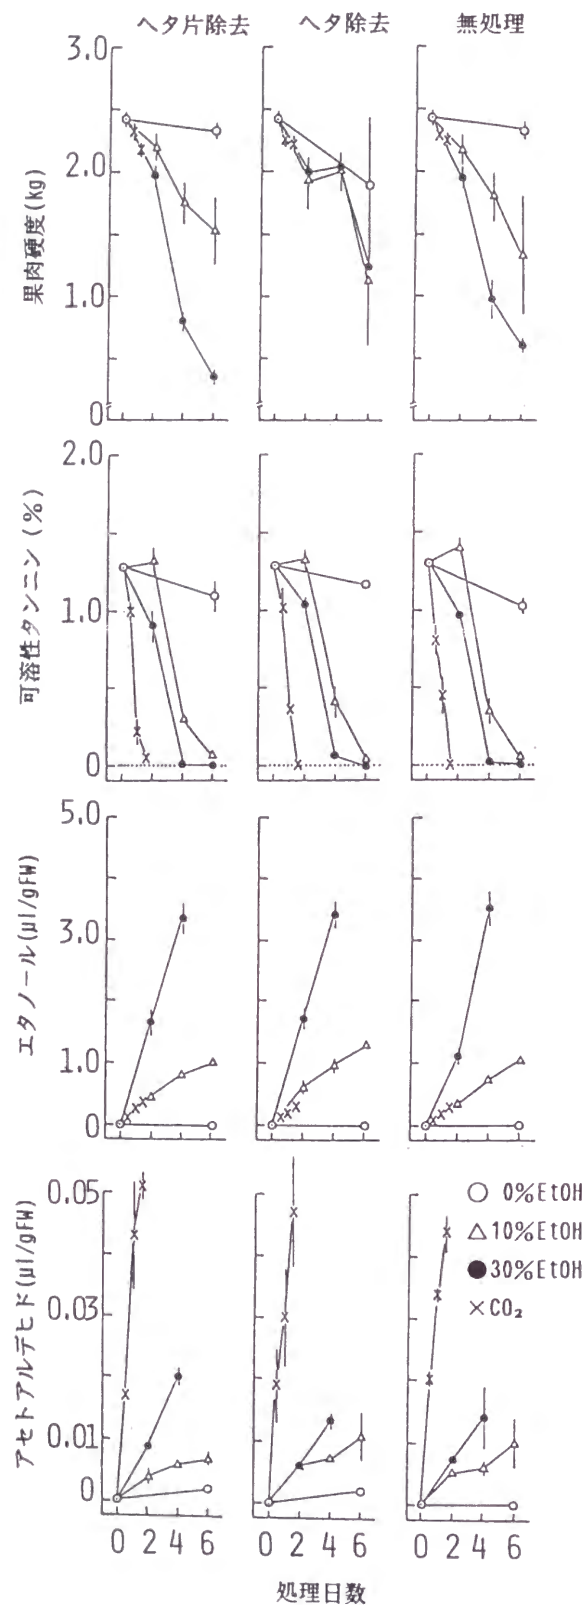 ヘタ片除去 ヘタ除去 無処理
果肉硬度(kg)
3.0
2.0
1.0
0
可溶性タンニン(%)
2.0
1.0
0
エタノール(μl/gFW)
5.0
3.0
1.0
0
アセトアルデヒド(μl/gFW)
0.05
0.03
0.01
0
○ 0%EtOH
△ 10%EtOH
● 30%EtOH
× CO₂
0 2 4 6 0 2 4 6 0 2 4 6
処理日数